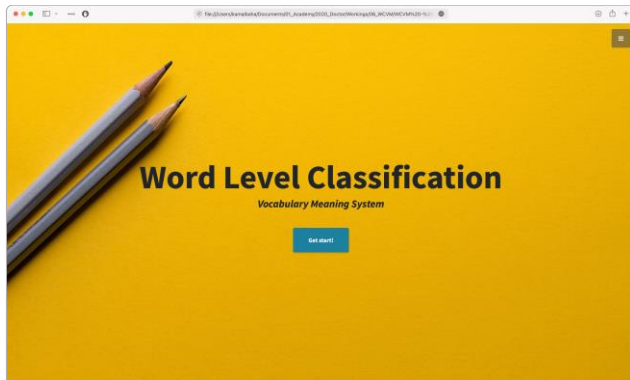 Word Level Classification
Vocabulary Meaning System
Get start!